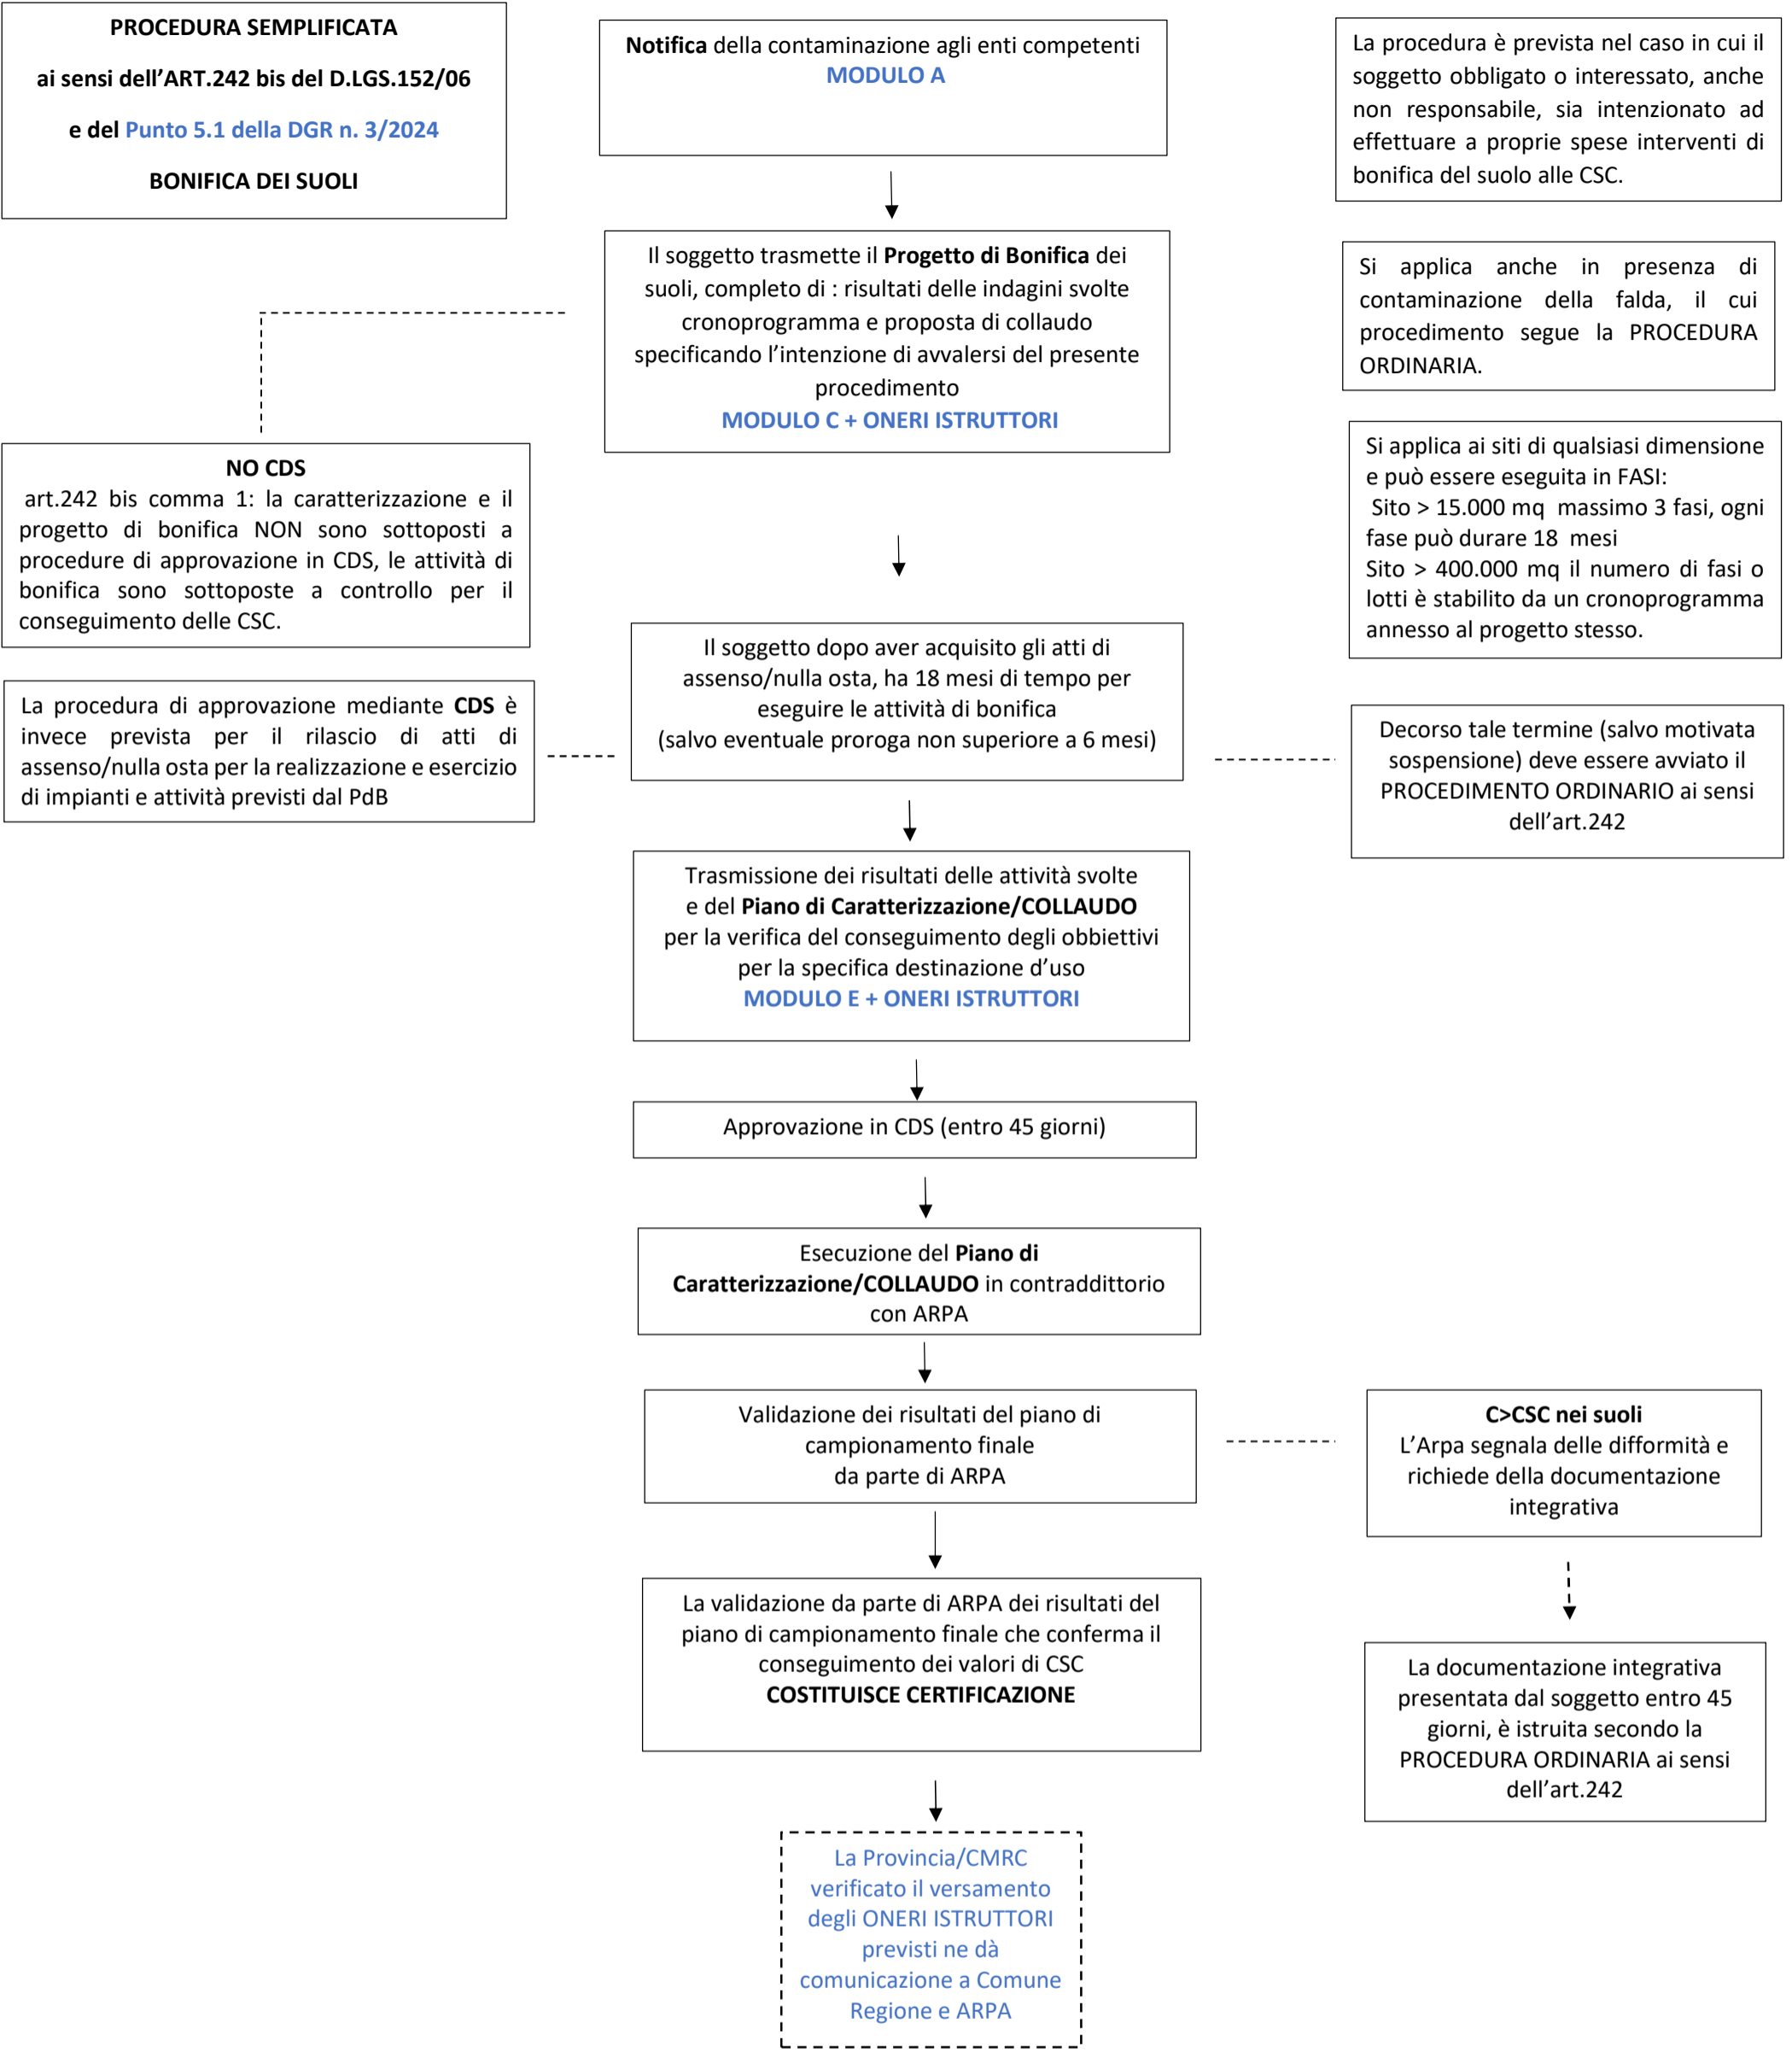 PROCEDURA SEMPLIFICATA
ai sensi dell’ART.242 bis del D.LGS.152/06
e del Punto 5.1 della DGR n. 3/2024
BONIFICA DEI SUOLI
Notifica della contaminazione agli enti competenti
MODULO A
La procedura è prevista nel caso in cui il
soggetto obbligato o interessato, anche
non responsabile, sia intenzionato ad
effettuare a proprie spese interventi di
bonifica del suolo alle CSC.
Il soggetto trasmette il Progetto di Bonifica dei
suoli, completo di : risultati delle indagini svolte
cronoprogramma e proposta di collaudo
specificando l’intenzione di avvalersi del presente
procedimento
MODULO C + ONERI ISTRUTTORI
Si applica anche in presenza di
contaminazione della falda, il cui
procedimento segue la PROCEDURA
ORDINARIA.
NO CDS
art.242 bis comma 1: la caratterizzazione e il
progetto di bonifica NON sono sottoposti a
procedure di approvazione in CDS, le attività di
bonifica sono sottoposte a controllo per il
conseguimento delle CSC.
Si applica ai siti di qualsiasi dimensione
e può essere eseguita in FASI:
Sito > 15.000 mq massimo 3 fasi, ogni
fase può durare 18 mesi
Sito > 400.000 mq il numero di fasi o
lotti è stabilito da un cronoprogramma
annesso al progetto stesso.
La procedura di approvazione mediante CDS è
invece prevista per il rilascio di atti di
assenso/nulla osta per la realizzazione e esercizio
di impianti e attività previsti dal PdB
Il soggetto dopo aver acquisito gli atti di
assenso/nulla osta, ha 18 mesi di tempo per
eseguire le attività di bonifica
(salvo eventuale proroga non superiore a 6 mesi)
Decorso tale termine (salvo motivata
sospensione) deve essere avviato il
PROCEDIMENTO ORDINARIO ai sensi
dell’art.242
Trasmissione dei risultati delle attività svolte
e del Piano di Caratterizzazione/COLLAUDO
per la verifica del conseguimento degli obbiettivi
per la specifica destinazione d’uso
MODULO E + ONERI ISTRUTTORI
Approvazione in CDS (entro 45 giorni)
Esecuzione del Piano di
Caratterizzazione/COLLAUDO in contraddittorio
con ARPA
Validazione dei risultati del piano di
campionamento finale
da parte di ARPA
C>CSC nei suoli
L’Arpa segnala delle difformità e
richiede della documentazione
integrativa
La validazione da parte di ARPA dei risultati del
piano di campionamento finale che conferma il
conseguimento dei valori di CSC
COSTITUISCE CERTIFICAZIONE
La documentazione integrativa
presentata dal soggetto entro 45
giorni, è istruita secondo la
PROCEDURA ORDINARIA ai sensi
dell’art.242
La Provincia/CMRC
verificato il versamento
degli ONERI ISTRUTTORI
previsti ne dà
comunicazione a Comune
Regione e ARPA